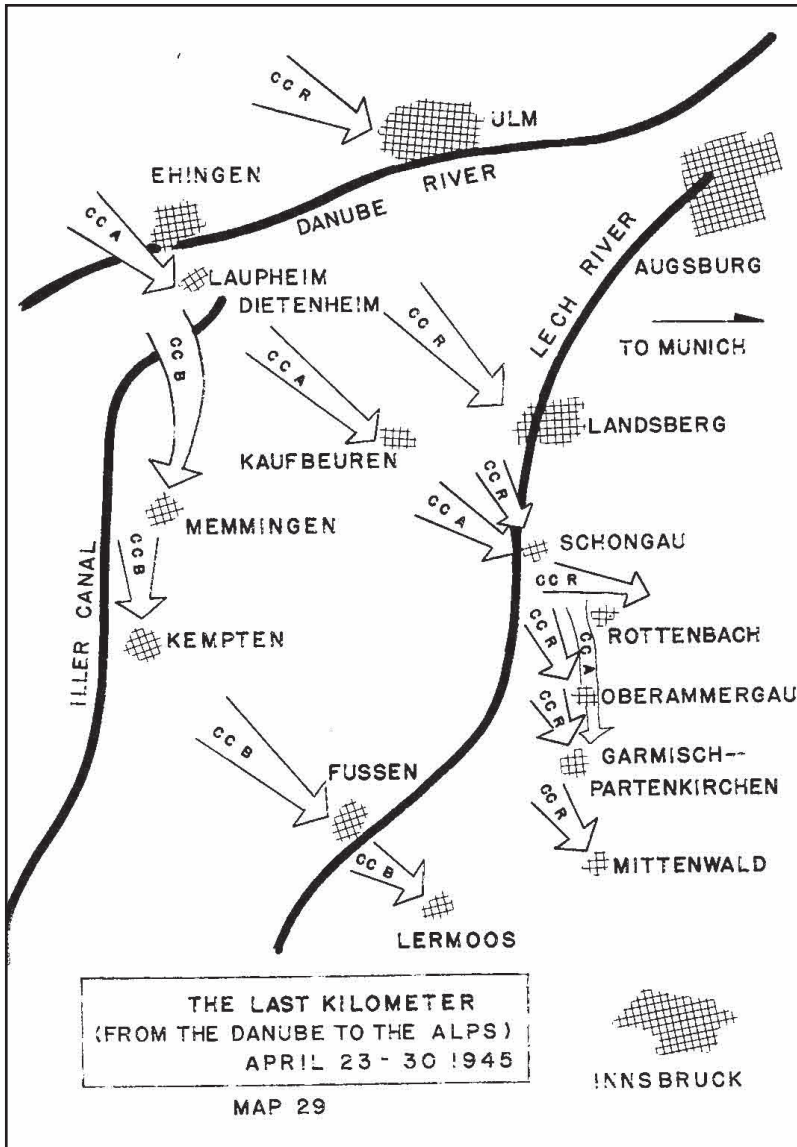 CC R
ULM
EHINGEN
DANUBE RIVER
CC A
LAUPHEIM
DIETENHEIM
LECH RIVER
AUGSBURG
TO MUNICH
CC B
CC A
CC R
KAUFBEUREN
LANDSBERG
MEMMINGEN
CC R
CC A
SCHONGAU
CC B
CC R
ILLER CANAL
KEMPTEN
ROTTENBACH
CC R
CC A
OBERAMMERGAU
CC R
CC B
FUSSEN
GARMISCH--
PARTENKIRCHEN
CC R
MITTENWALD
CC B
LERMOOS
THE LAST KILOMETER
(FROM THE DANUBE TO THE ALPS)
APRIL 23 - 30 1945
MAP 29
INNSBRUCK